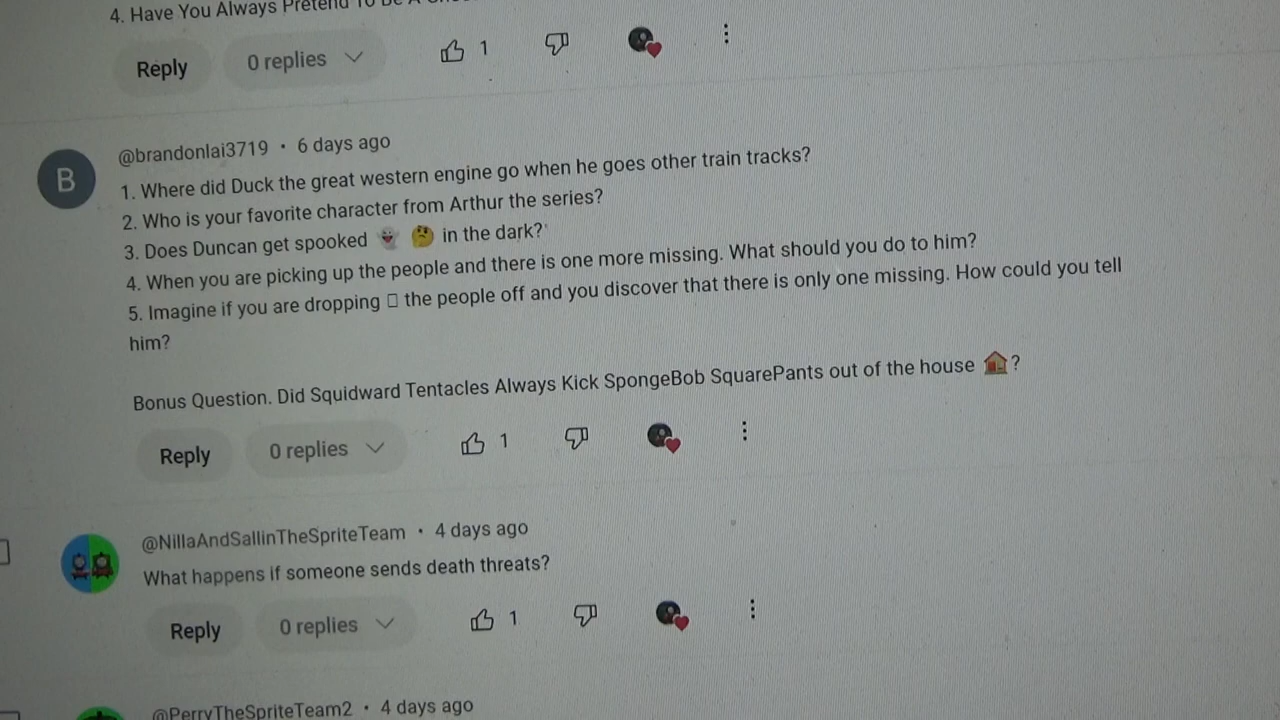 4. Have You Always Pretend To Be A
Reply 0 replies 1
@brandonlai3719 • 6 days ago
B
1. Where did Duck the great western engine go when he goes other train tracks?
2. Who is your favorite character from Arthur the series?
3. Does Duncan get spooked 👻 🤔 in the dark?
4. When you are picking up the people and there is one more missing. What should you do to him?
5. Imagine if you are dropping the people off and you discover that there is only one missing. How could you tell
him?
Bonus Question. Did Squidward Tentacles Always Kick SpongeBob SquarePants out of the house 🏠?
Reply 0 replies 1
@NillaAndSallinTheSpriteTeam • 4 days ago
What happens if someone sends death threats?
Reply 0 replies 1
@PerryTheSpriteTeam2 • 4 days ago